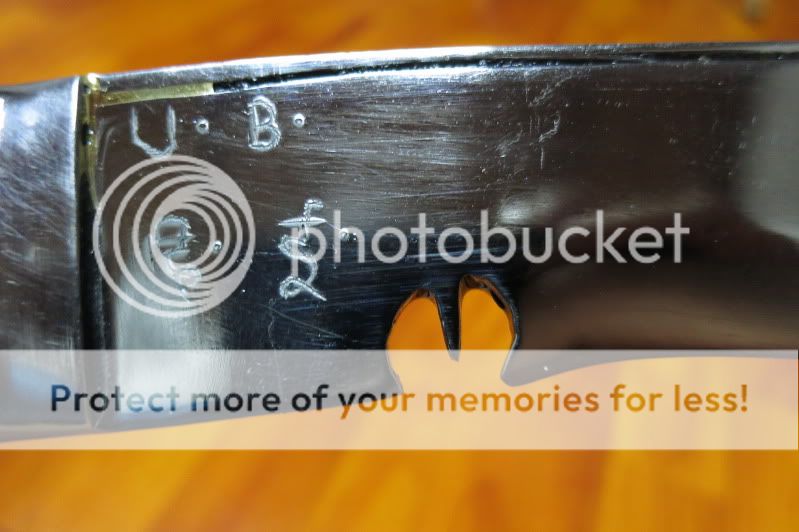 U. B.
photobucket
Protect more of your memories for less!